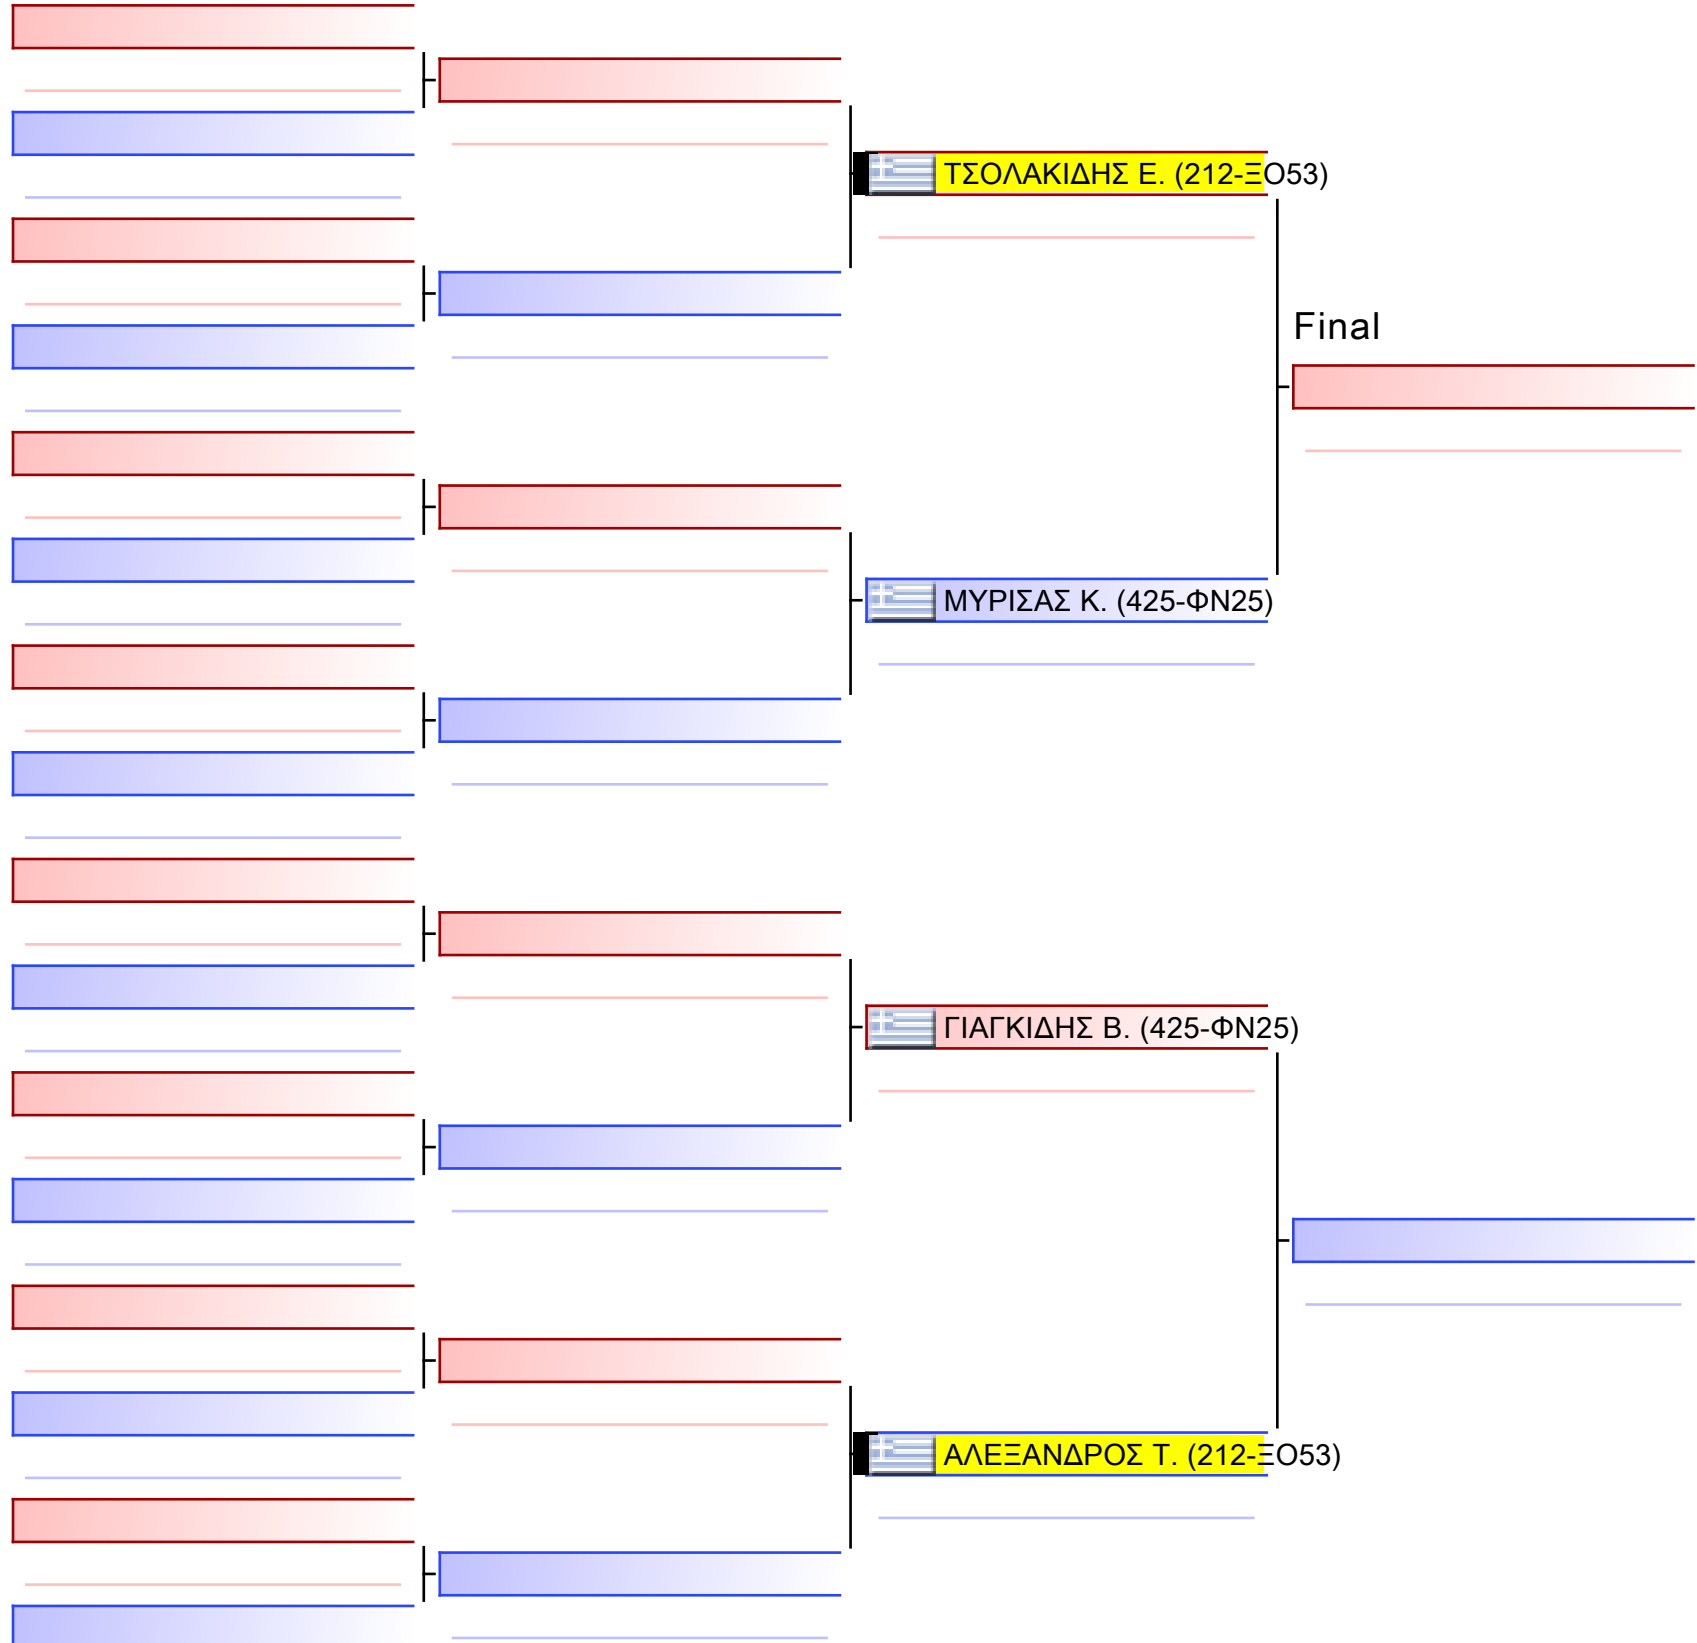 ΤΣΟΛΑΚΙΔΗΣ Ε. (212-ΞΟ53)
Final
ΜΥΡΙΣΑΣ Κ. (425-ΦΝ25)
ΓΙΑΓΚΙΔΗΣ Β. (425-ΦΝ25)
ΑΛΕΞΑΝΔΡΟΣ Τ. (212-ΞΟ53)